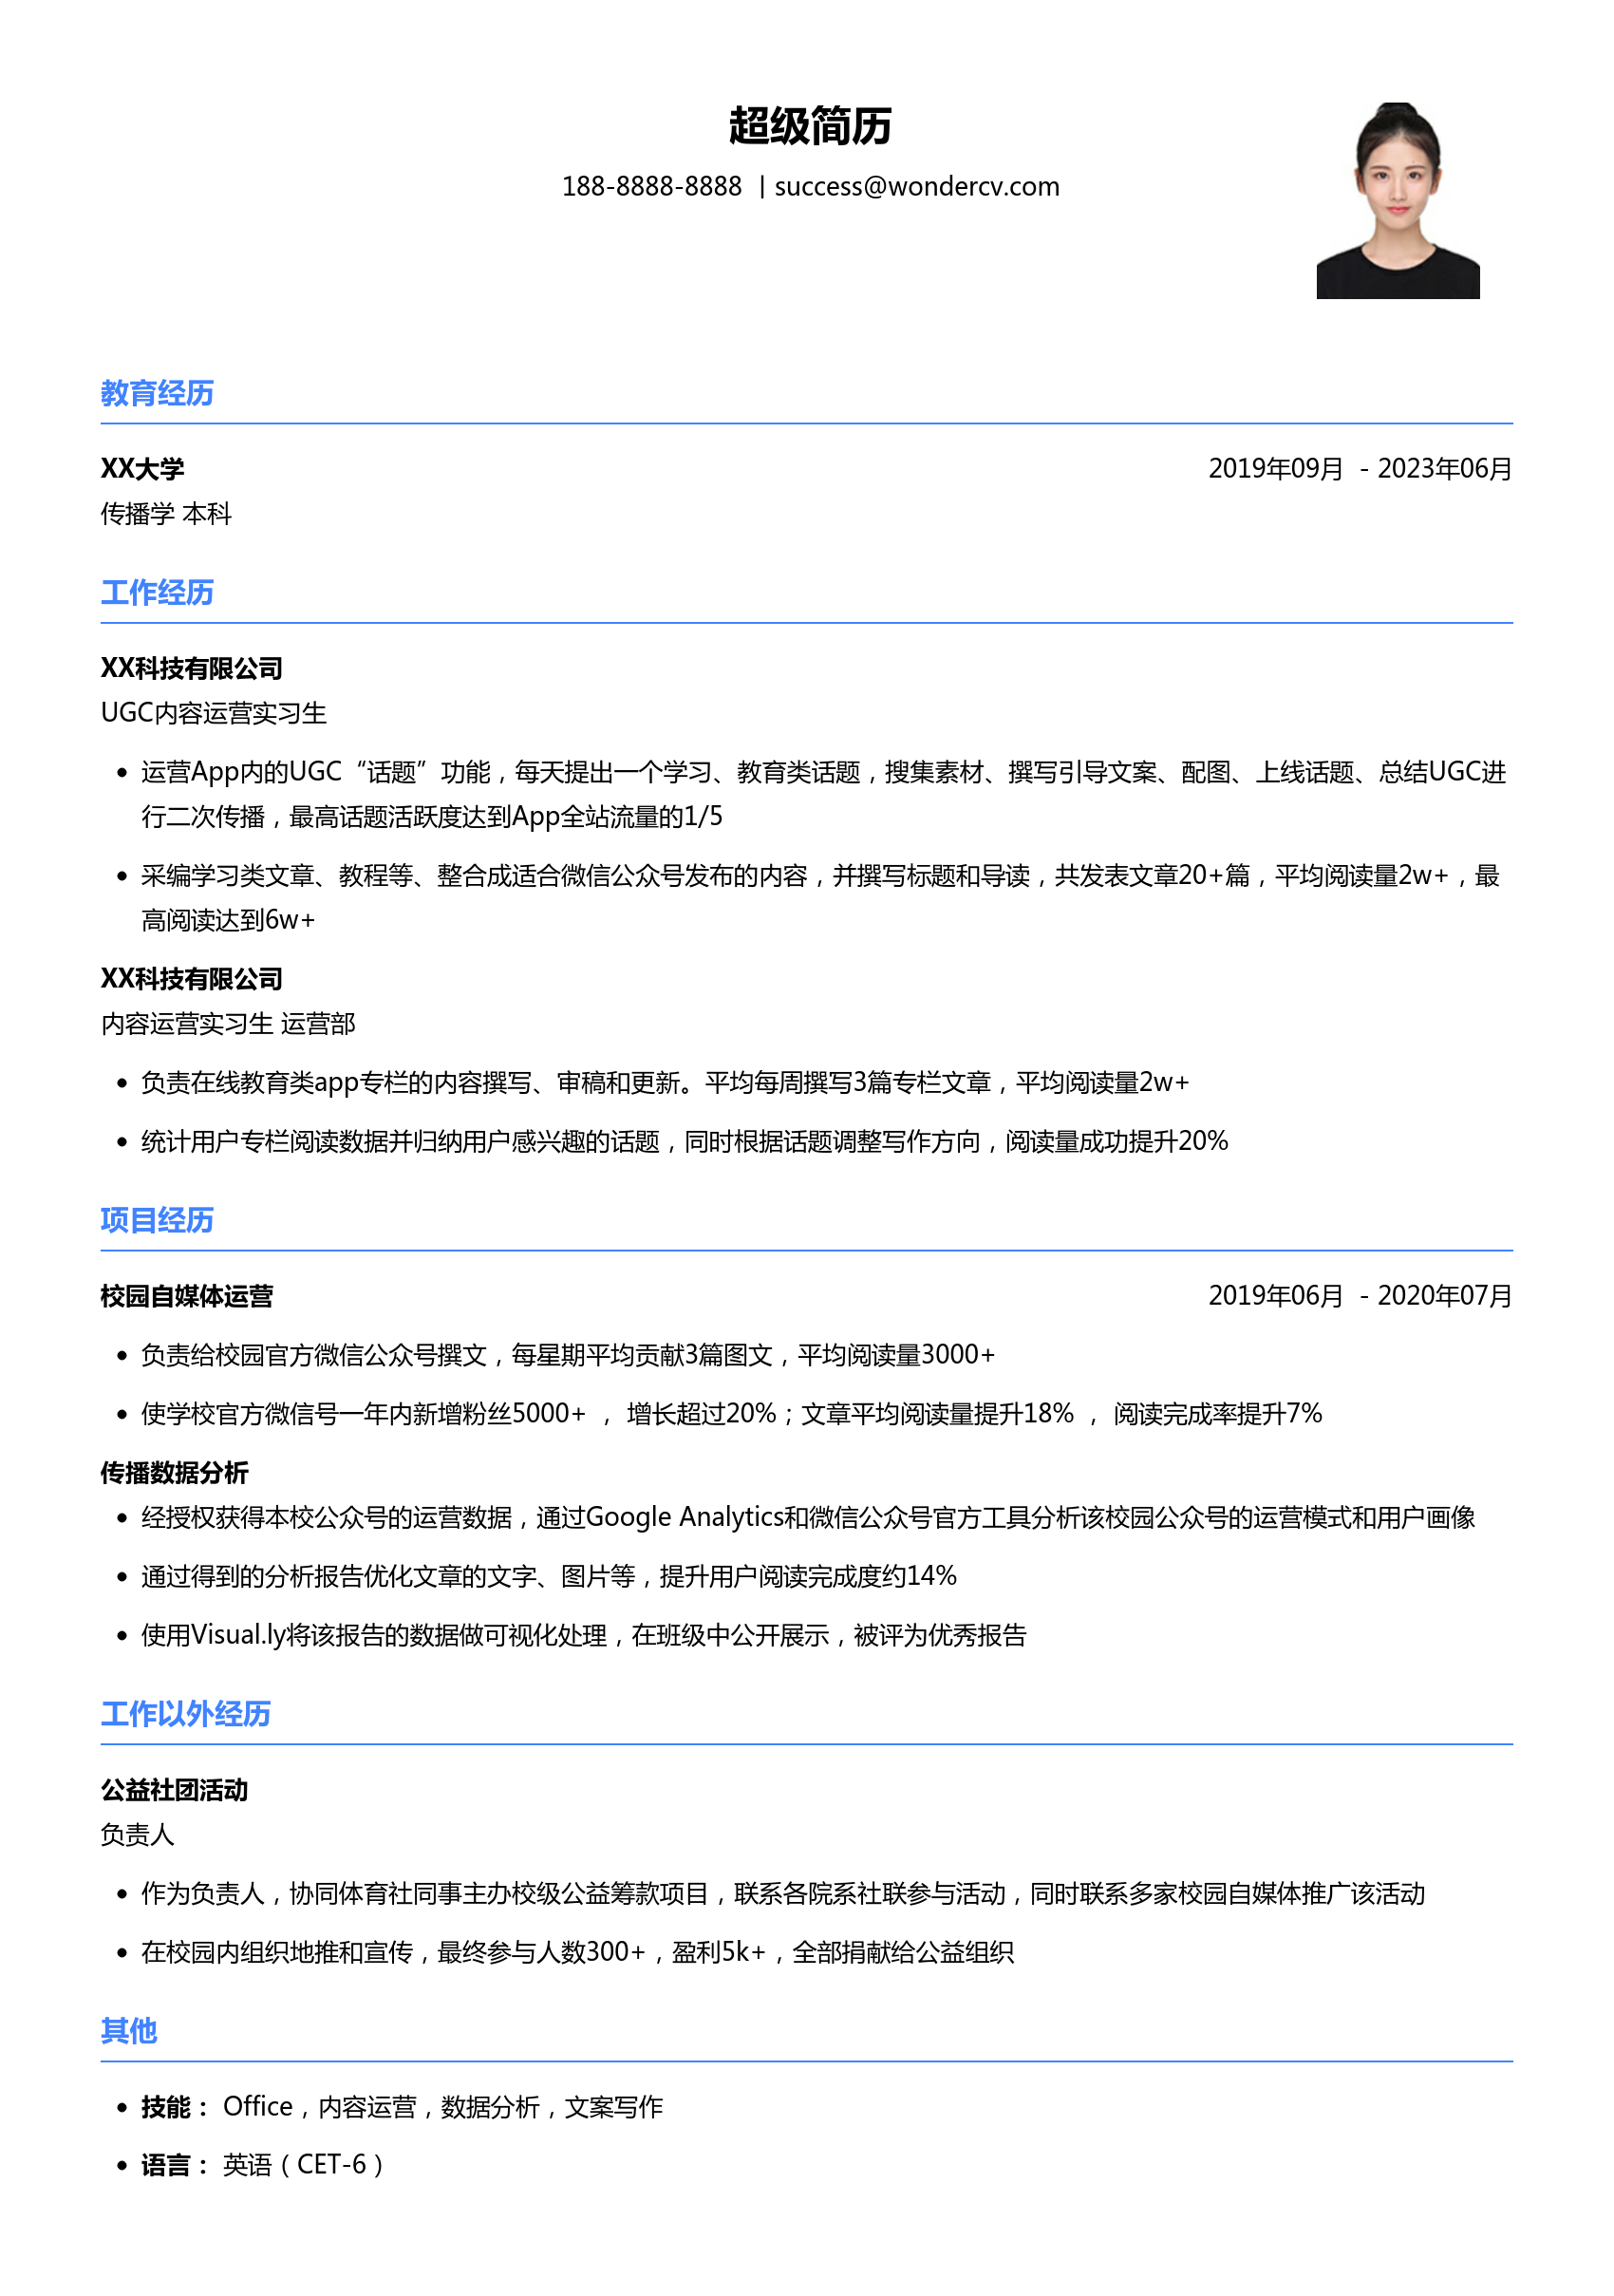 超级简历
188-8888-8888 | success@wondercv.com
教育经历
XX大学 2019年09月 - 2023年06月
传播学 本科
工作经历
XX科技有限公司
UGC内容运营实习生
• 运营App内的UGC“话题”功能，每天提出一个学习、教育类话题，搜集素材、撰写引导文案、配图、上线话题、总结UGC进
行二次传播，最高话题活跃度达到App全站流量的1/5
• 采编学习类文章、教程等、整合成适合微信公众号发布的内容，并撰写标题和导读，共发表文章20+篇，平均阅读量2w+，最
高阅读达到6w+
XX科技有限公司
内容运营实习生 运营部
• 负责在线教育类app专栏的内容撰写、审稿和更新。平均每周撰写3篇专栏文章，平均阅读量2w+
• 统计用户专栏阅读数据并归纳用户感兴趣的话题，同时根据话题调整写作方向，阅读量成功提升20%
项目经历
校园自媒体运营 2019年06月 - 2020年07月
• 负责给校园官方微信公众号撰文，每星期平均贡献3篇图文，平均阅读量3000+
• 使学校官方微信号一年内新增粉丝5000+ ， 增长超过20%；文章平均阅读量提升18% ， 阅读完成率提升7%
传播数据分析
• 经授权获得本校公众号的运营数据，通过Google Analytics和微信公众号官方工具分析该校园公众号的运营模式和用户画像
• 通过得到的分析报告优化文章的文字、图片等，提升用户阅读完成度约14%
• 使用Visual.ly将该报告的数据做可视化处理，在班级中公开展示，被评为优秀报告
工作以外经历
公益社团活动
负责人
• 作为负责人，协同体育社同事主办校级公益筹款项目，联系各院系社联参与活动，同时联系多家校园自媒体推广该活动
• 在校园内组织地推和宣传，最终参与人数300+，盈利5k+，全部捐献给公益组织
其他
• 技能： Office，内容运营，数据分析，文案写作
• 语言： 英语（CET-6）